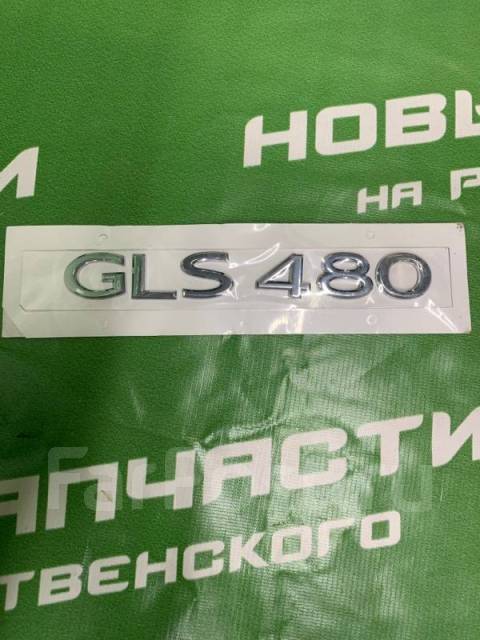 И
НОВЫ
НА Р
GLS 480
АПЧАСТИ
ТВЕНСКОГО